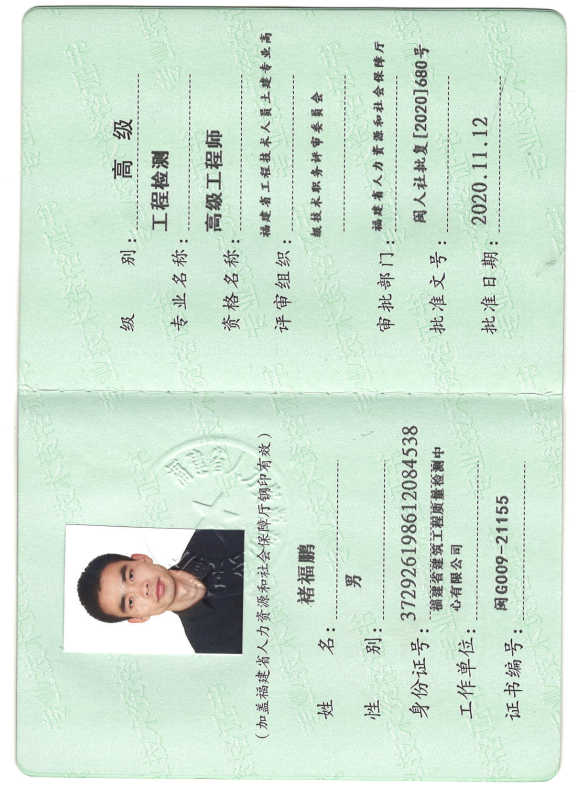 (加盖福建省人力资源和社会保障厅钢印有效)
姓 名: 褚福鹏
性 别: 男
身份证号: 372926198612084538
工作单位: 福建省建筑工程质量检测中
心有限公司
证书编号: 闽G009-21155
级 别: 高 级
专业名称: 工程检测
资格名称: 高级工程师
评审组织: 福建省工程技术人员土建专业高
级技术职务评审委员会
审批部门: 福建省人力资源和社会保障厅
批准文号: 闽人社批复[2020]680号
批准日期: 2020.11.12